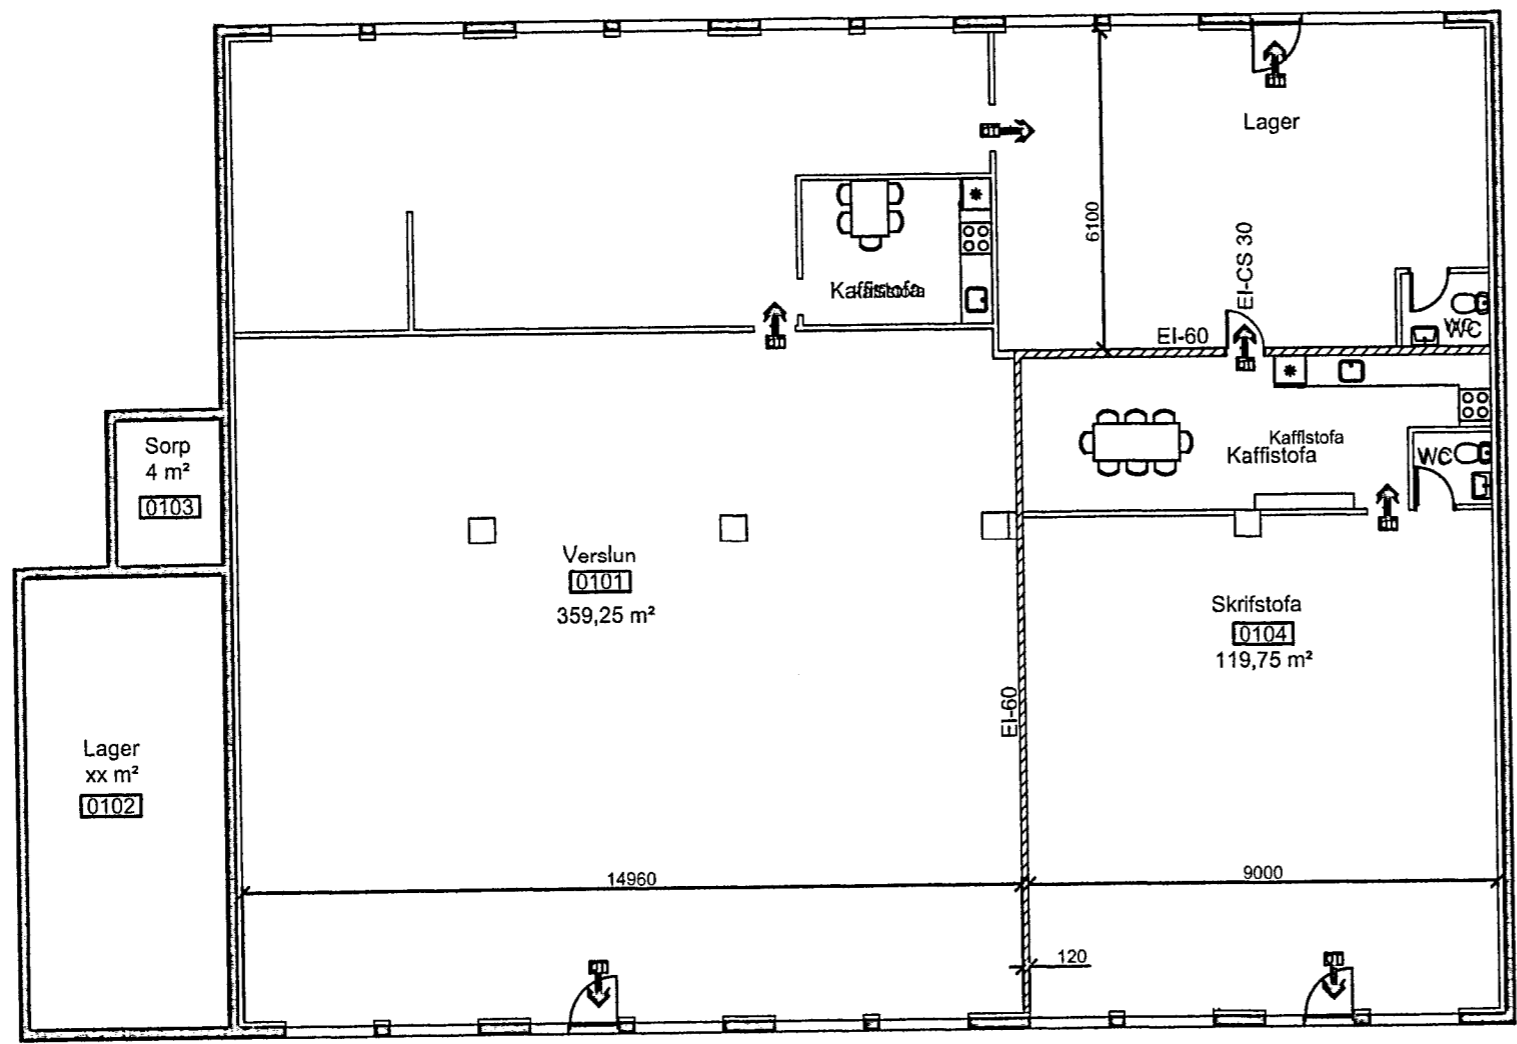 Lager
6100
EI-CS 30
Kaffistofa
EI-60
WC
WC
Kafflstofa
Kaffistofa
WC
Sorp
4 m²
0103
Verslun
0101
359,25 m²
Skrifstofa
0104
119,75 m²
EI-60
Lager
xx m²
0102
14960
9000
120